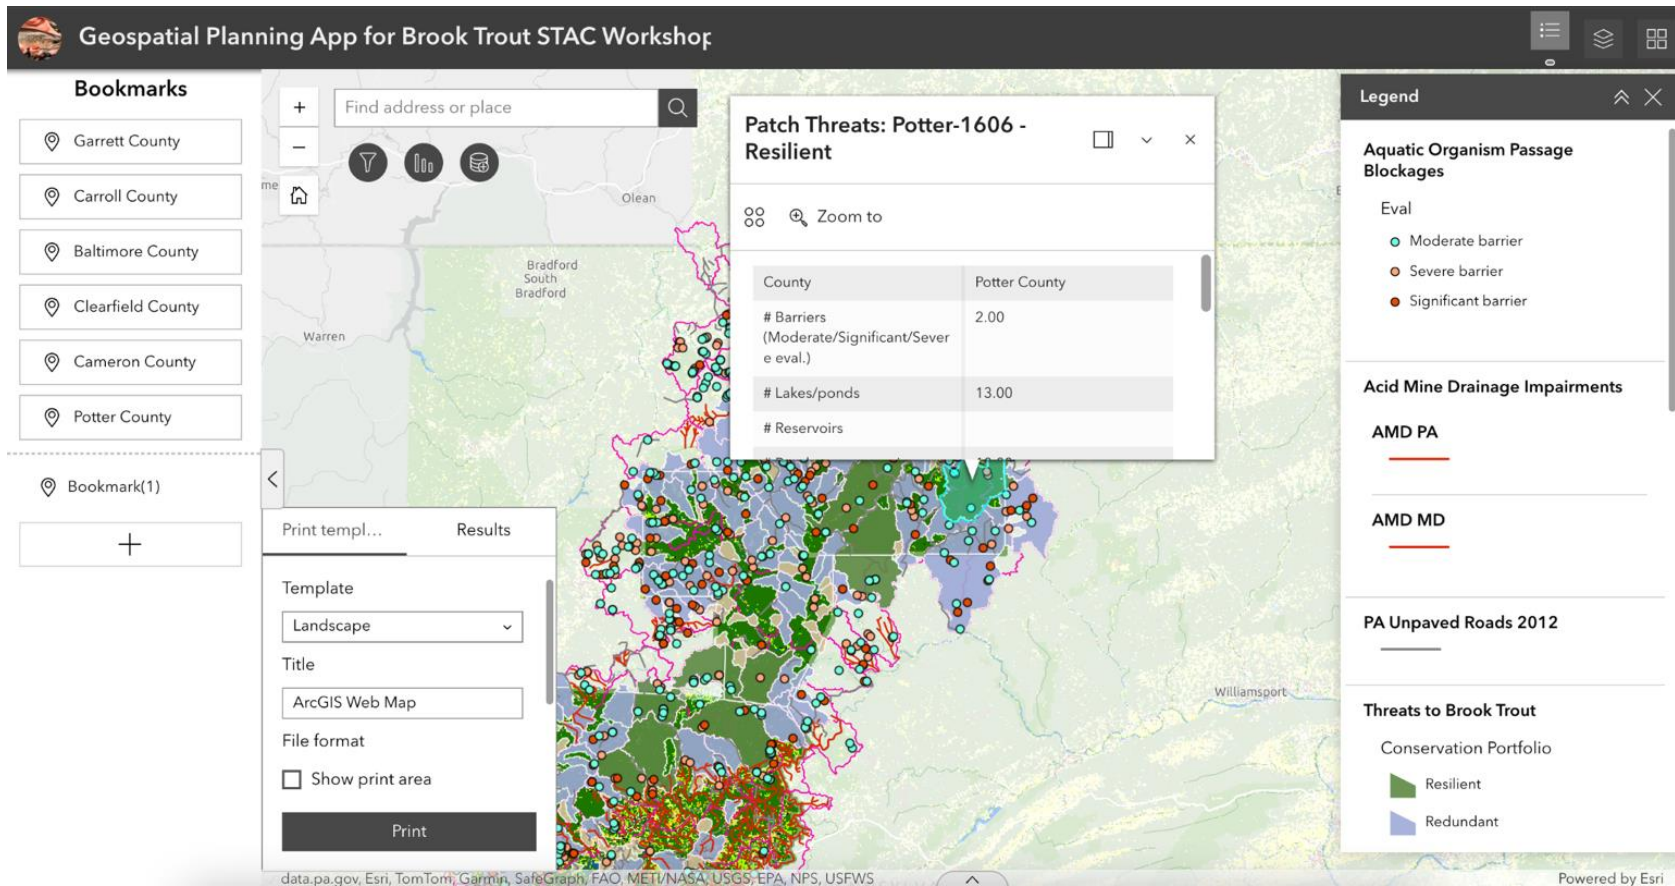 Geospatial Planning App for Brook Trout STAC Workshop
Bookmarks
Garrett County
Carroll County
Baltimore County
Clearfield County
Cameron County
Potter County
Bookmark(1)
+
+
−
Find address or place
Olean
Bradford
South
Bradford
Warren
Williamsport
Patch Threats: Potter-1606 -
Resilient
Zoom to
County Potter County
# Barriers 2.00
(Moderate/Significant/Sever
e eval.)
# Lakes/ponds 13.00
# Reservoirs
Print templ... Results
Template
Landscape
Title
ArcGIS Web Map
File format
Show print area
Print
Legend
Aquatic Organism Passage
Blockages
Eval
Moderate barrier
Severe barrier
Significant barrier
Acid Mine Drainage Impairments
AMD PA
AMD MD
PA Unpaved Roads 2012
Threats to Brook Trout
Conservation Portfolio
Resilient
Redundant
data.pa.gov, Esri, TomTom, Garmin, SafeGraph, FAO, METI/NASA, USGS, EPA, NPS, USFWS
Powered by Esri